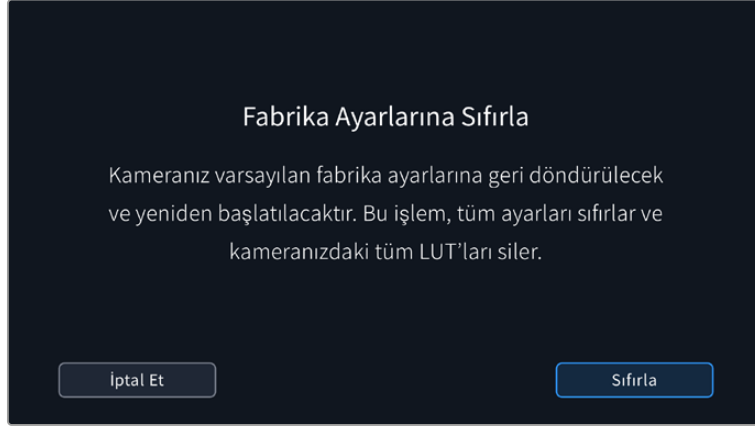 Fabrika Ayarlarına Sıfırla
Kameranız varsayılan fabrika ayarlarına geri döndürülecek
ve yeniden başlatılacaktır. Bu işlem, tüm ayarları sıfırlar ve
kameranızdaki tüm LUT’ları siler.
İptal Et
Sıfırla